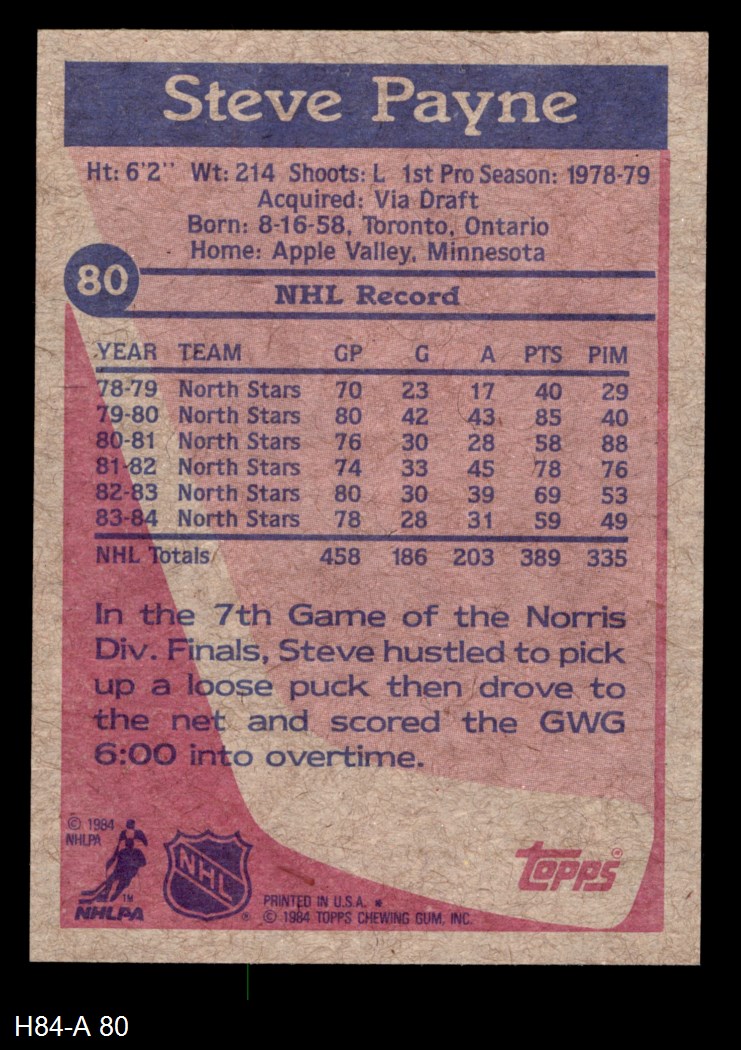 Steve Payne
Ht: 6'2'' Wt: 214 Shoots: L 1st Pro Season: 1978-79
Acquired: Via Draft
Born: 8-16-58, Toronto, Ontario
Home: Apple Valley, Minnesota
80
NHL Record
YEAR TEAM GP G A PTS PIM
78-79 North Stars 70 23 17 40 29
79-80 North Stars 80 42 43 85 40
80-81 North Stars 76 30 28 58 88
81-82 North Stars 74 33 45 78 76
82-83 North Stars 80 30 39 69 53
83-84 North Stars 78 28 31 59 49
NHL Totals 458 186 203 389 335
In the 7th Game of the Norris
Div. Finals, Steve hustled to pick
up a loose puck then drove to
the net and scored the GWG
6:00 into overtime.
© 1984
NHLPA
TM
NHLPA
NHL
®
Topps®
PRINTED IN U.S.A. *
© 1984 TOPPS CHEWING GUM, INC.
H84-A 80